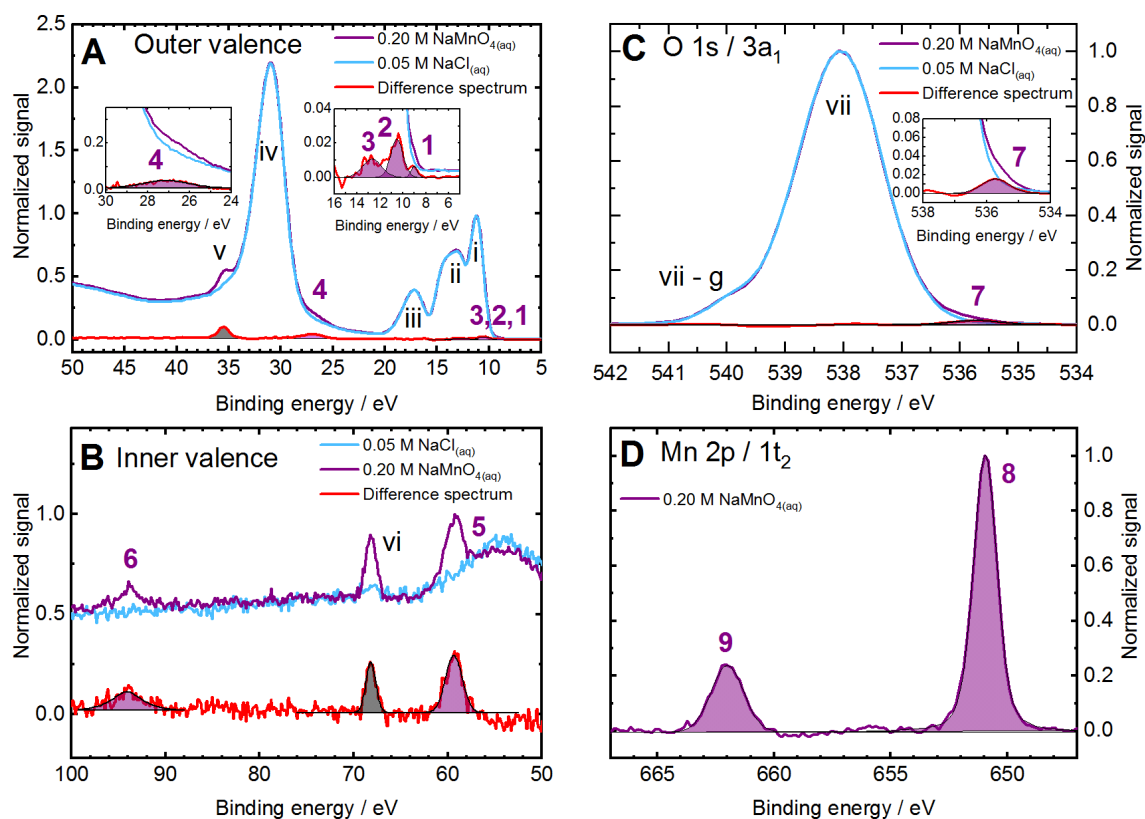 A Outer valence
0.20 M NaMnO4(aq)
0.05 M NaCl(aq)
Difference spectrum
Normalized signal
2.5
2.0
1.5
1.0
0.5
0.0
0.2
0.0
4
30 28 26 24
Binding energy / eV
0.04
0.02
0.00
3 2 1
16 14 12 10 8 6
Binding energy / eV
v
iv
4
iii
ii
i
3,2,1
50 45 40 35 30 25 20 15 10 5
Binding energy / eV
C O 1s / 3a1
0.20 M NaMnO4(aq)
0.05 M NaCl(aq)
Difference spectrum
vii
0.08
0.06
0.04
0.02
0.00
7
538 536 534
Binding energy / eV
vii - g
7
1.0
0.8
0.6
0.4
0.2
0.0
Normalized signal
542 541 540 539 538 537 536 535 534
Binding energy / eV
B Inner valence
0.05 M NaCl(aq)
0.20 M NaMnO4(aq)
Difference spectrum
Normalized signal
1.0
0.5
0.0
6
vi
5
100 90 80 70 60 50
Binding energy / eV
D Mn 2p / 1t2
0.20 M NaMnO4(aq)
8
9
1.0
0.8
0.6
0.4
0.2
0.0
Normalized signal
665 660 655 650
Binding energy / eV